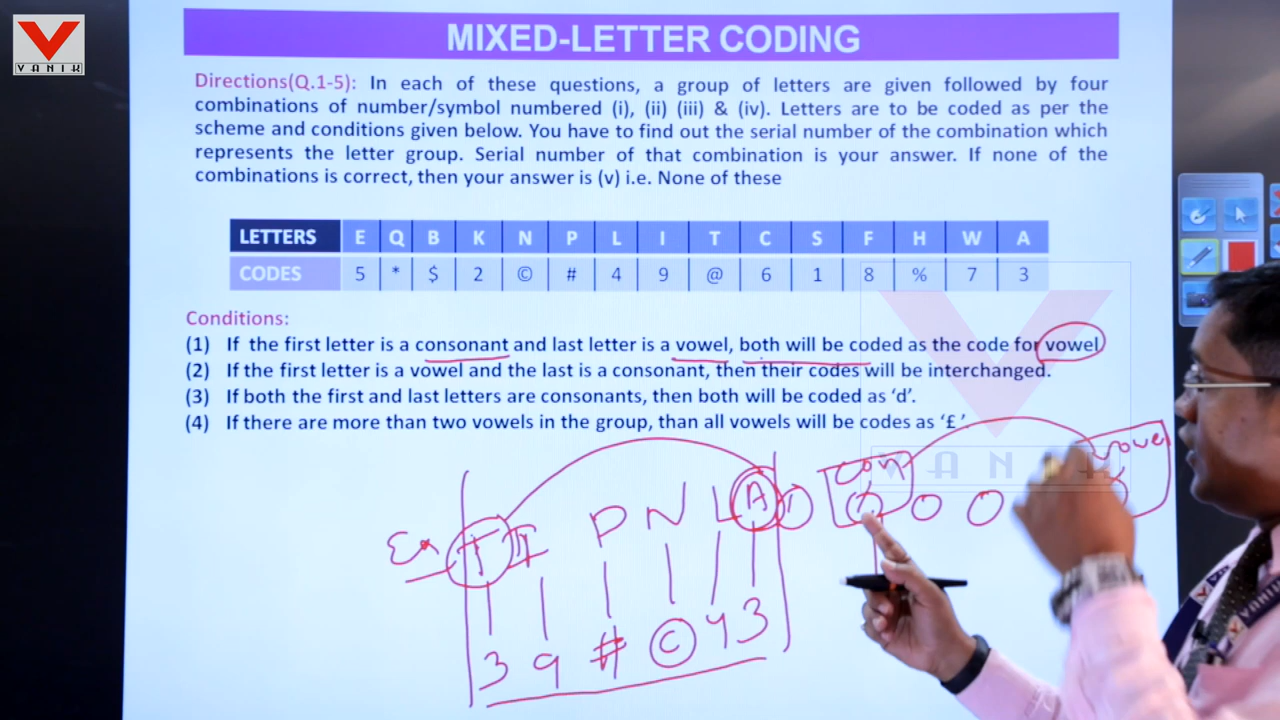 VANIK
MIXED-LETTER CODING
Directions(Q.1-5): In each of these questions, a group of letters are given followed by four
combinations of number/symbol numbered (i), (ii) (iii) & (iv). Letters are to be coded as per the
scheme and conditions given below. You have to find out the serial number of the combination which
represents the letter group. Serial number of that combination is your answer. If none of the
combinations is correct, then your answer is (v) i.e. None of these
LETTERS E Q B K N P L I T C S F H W A
CODES 5 * $ 2 © # 4 9 @ 6 1 8 % 7 3
Conditions:
(1) If the first letter is a consonant and last letter is a vowel, both will be coded as the code for vowel
(2) If the first letter is a vowel and the last is a consonant, then their codes will be interchanged.
(3) If both the first and last letters are consonants, then both will be coded as 'd'.
(4) If there are more than two vowels in the group, than all vowels will be codes as '£ '.
VANIK
Con Vowel
Ex T I P N L A
3 9 # © 4 3
VANIK